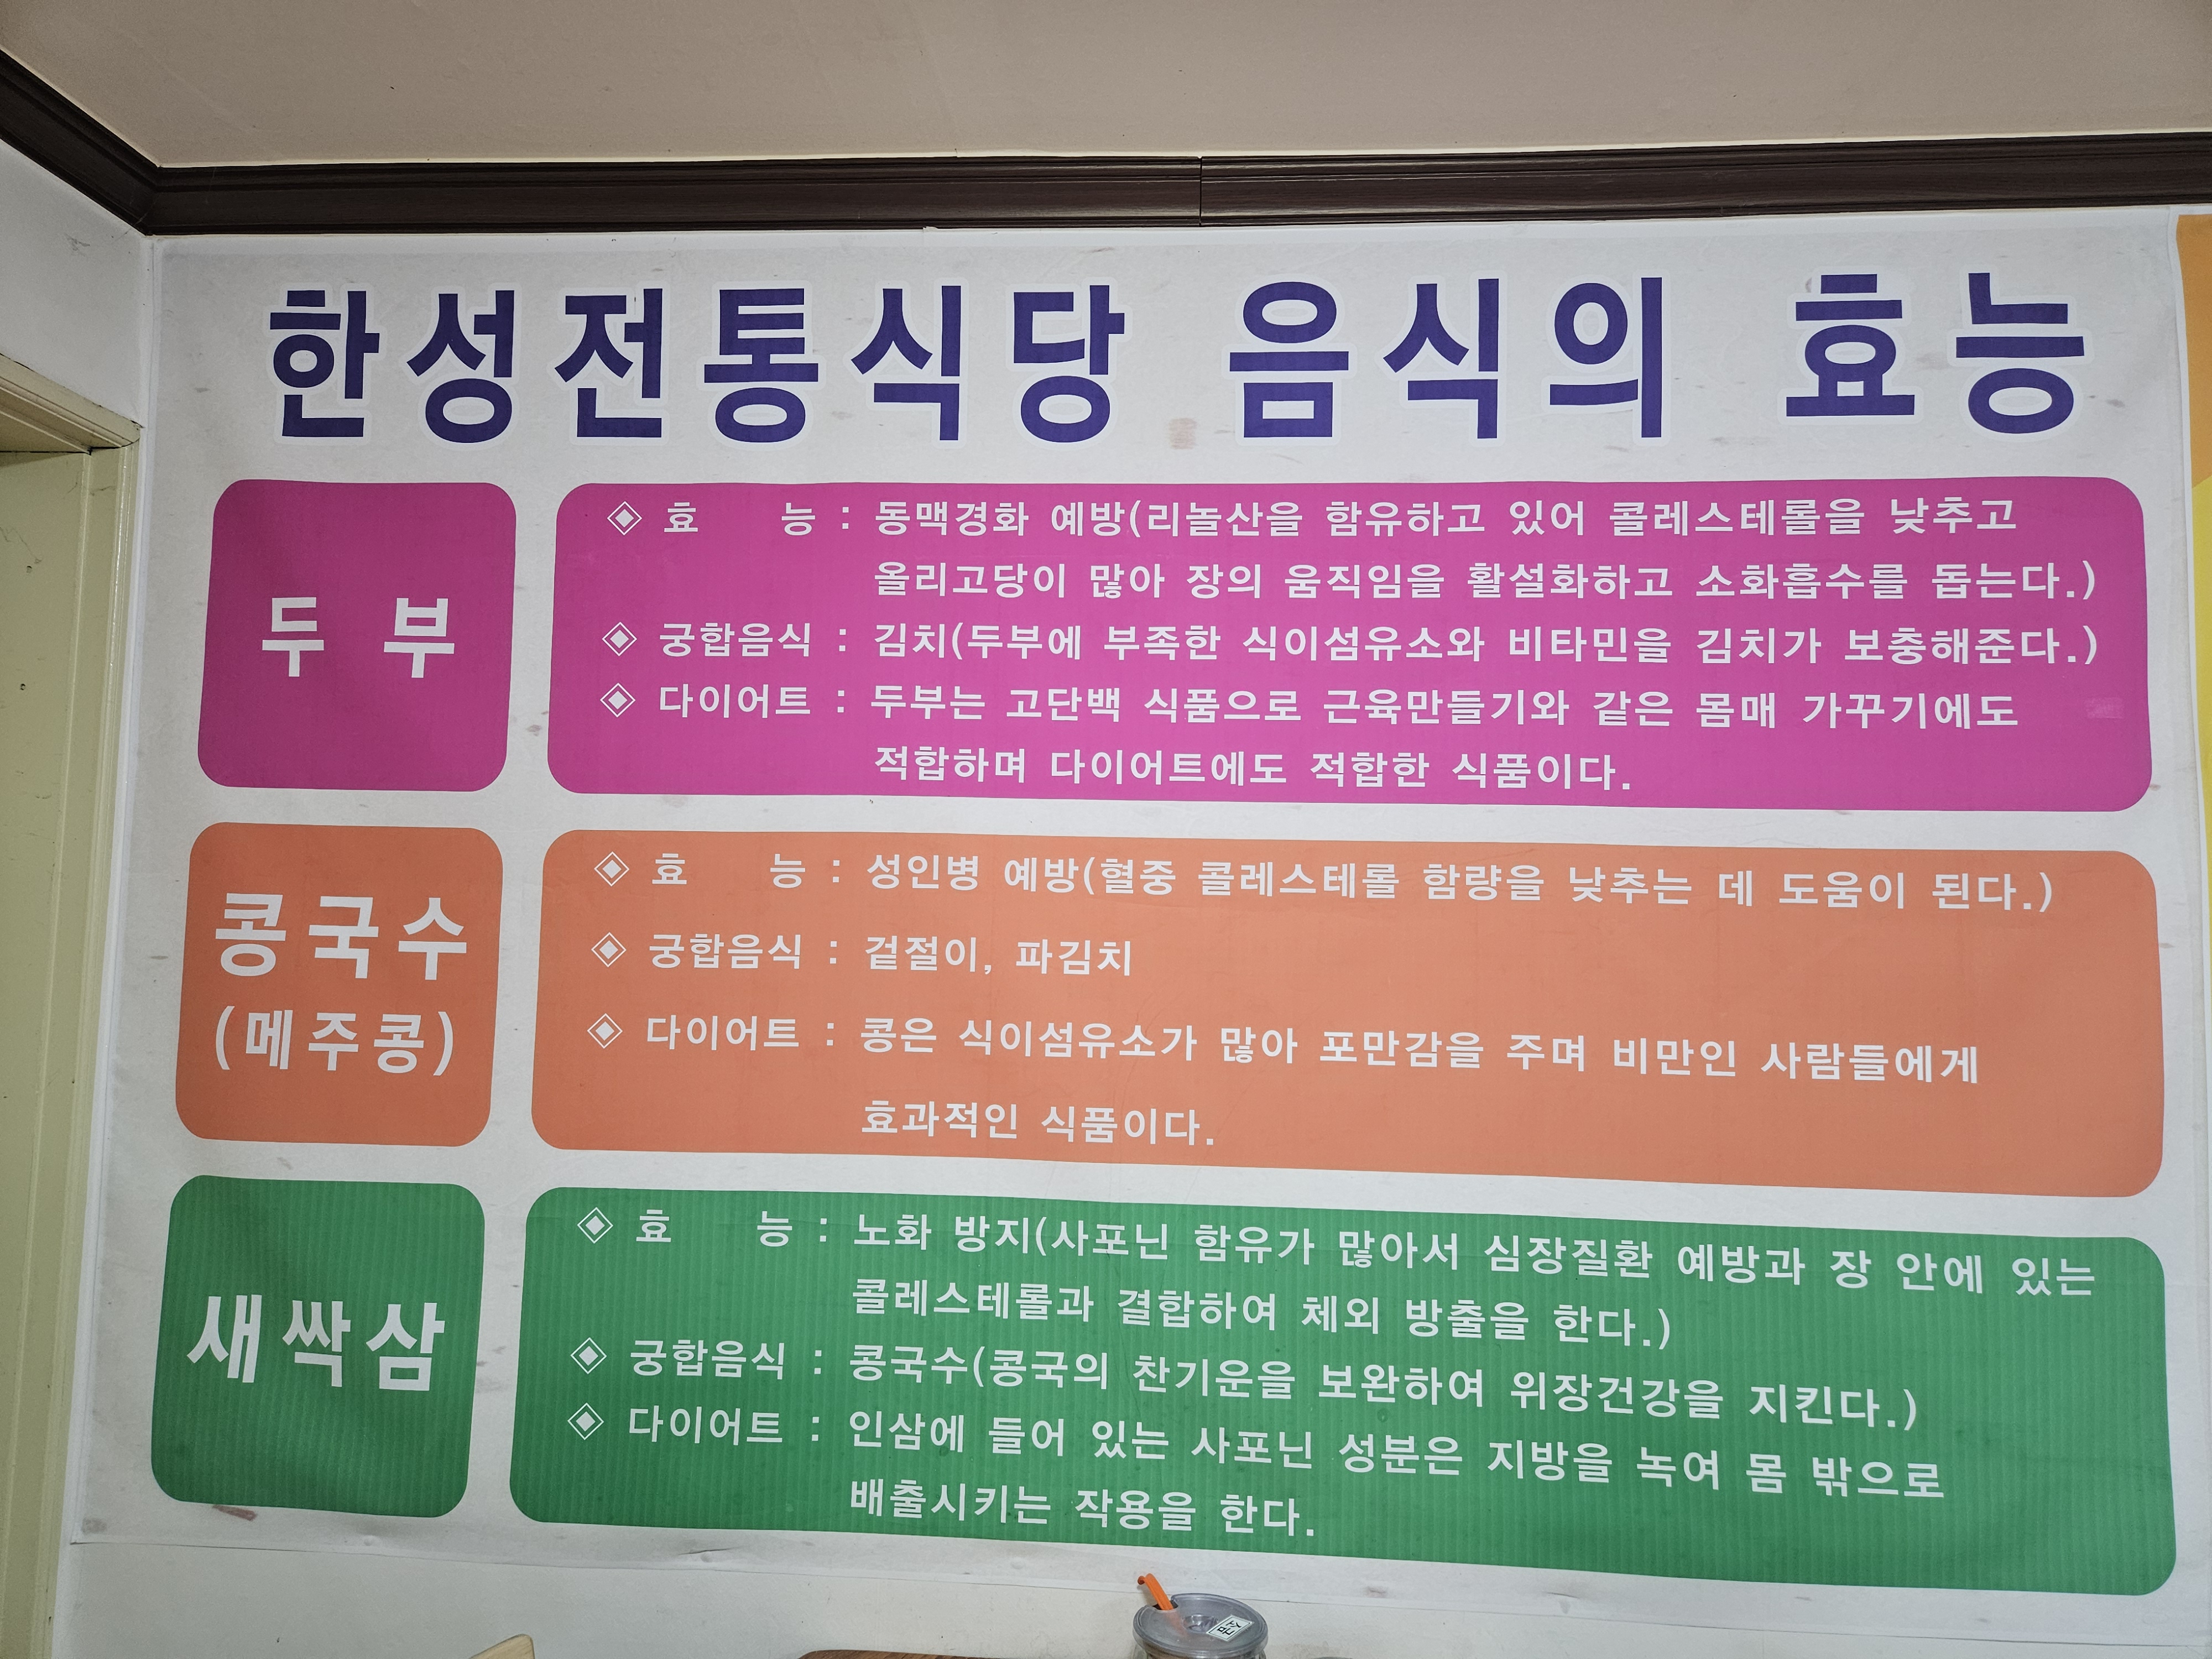 한성전통식당 음식의 효능
두 부
◈ 효 능 : 동맥경화 예방(리놀산을 함유하고 있어 콜레스테롤을 낮추고
올리고당이 많아 장의 움직임을 활설화하고 소화흡수를 돕는다.)
◈ 궁합음식 : 김치(두부에 부족한 식이섬유소와 비타민을 김치가 보충해준다.)
◈ 다이어트 : 두부는 고단백 식품으로 근육만들기와 같은 몸매 가꾸기에도
적합하며 다이어트에도 적합한 식품이다.
콩국수
(메주콩)
◈ 효 능 : 성인병 예방(혈중 콜레스테롤 함량을 낮추는 데 도움이 된다.)
◈ 궁합음식 : 겉절이, 파김치
◈ 다이어트 : 콩은 식이섬유소가 많아 포만감을 주며 비만인 사람들에게
효과적인 식품이다.
새싹삼
◈ 효 능 : 노화 방지(사포닌 함유가 많아서 심장질환 예방과 장 안에 있는
콜레스테롤과 결합하여 체외 방출을 한다.)
◈ 궁합음식 : 콩국수(콩국의 찬기운을 보완하여 위장건강을 지킨다.)
◈ 다이어트 : 인삼에 들어 있는 사포닌 성분은 지방을 녹여 몸 밖으로
배출시키는 작용을 한다.
소금